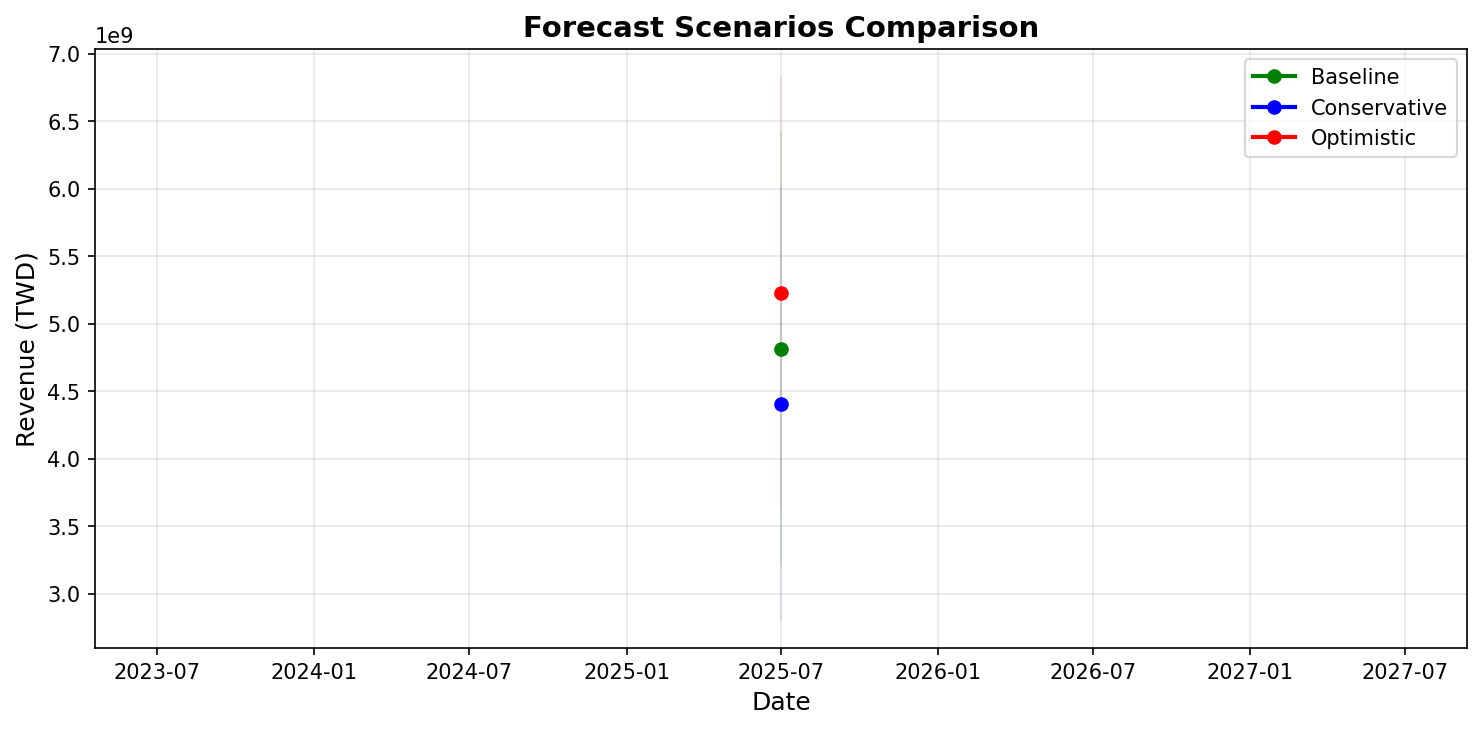 Forecast Scenarios Comparison
1e9
7.0
6.5
6.0
5.5
5.0
4.5
4.0
3.5
3.0
Revenue (TWD)
Baseline
Conservative
Optimistic
2023-07 2024-01 2024-07 2025-01 2025-07 2026-01 2026-07 2027-01 2027-07
Date